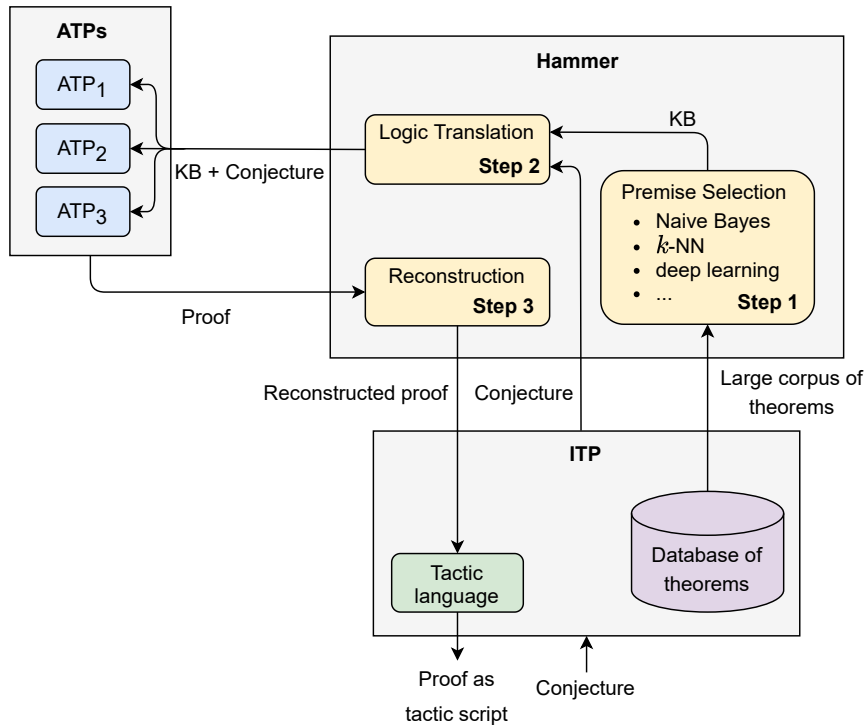 ATPs
ATP1
ATP2
ATP3
Hammer
Logic Translation
Step 2
KB
Premise Selection
• Naive Bayes
• k-NN
• deep learning
• ...
Step 1
KB + Conjecture
Reconstruction
Step 3
Proof
Reconstructed proof
Conjecture
Large corpus of
theorems
ITP
Tactic
language
Database of
theorems
Proof as
tactic script
Conjecture